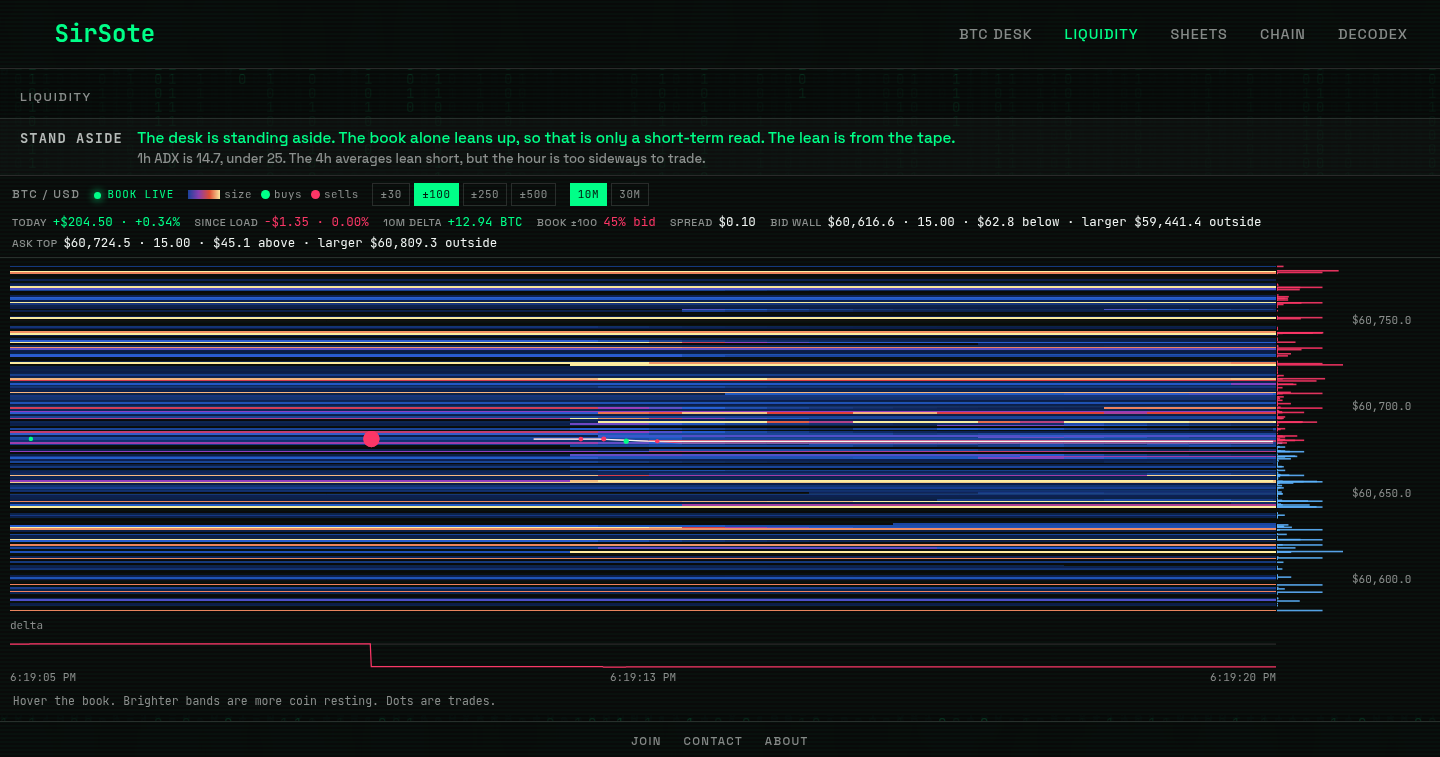 SirSote
BTC DESK LIQUIDITY SHEETS CHAIN DECODEX
LIQUIDITY
STAND ASIDE The desk is standing aside. The book alone leans up, so that is only a short-term read. The lean is from the tape.
1h ADX is 14.7, under 25. The 4h averages lean short, but the hour is too sideways to trade.
BTC / USD BOOK LIVE size buys sells ±30 ±100 ±250 ±500 10M 30M
TODAY +$204.50 · +0.34% SINCE LOAD -$1.35 · 0.00% 10M DELTA +12.94 BTC BOOK ±100 45% bid SPREAD $0.10 BID WALL $60,616.6 · 15.00 · $62.8 below · larger $59,441.4 outside
ASK TOP $60,724.5 · 15.00 · $45.1 above · larger $60,809.3 outside
$60,750.0
$60,700.0
$60,650.0
$60,600.0
delta
6:19:05 PM 6:19:13 PM 6:19:20 PM
Hover the book. Brighter bands are more coin resting. Dots are trades.
JOIN CONTACT ABOUT